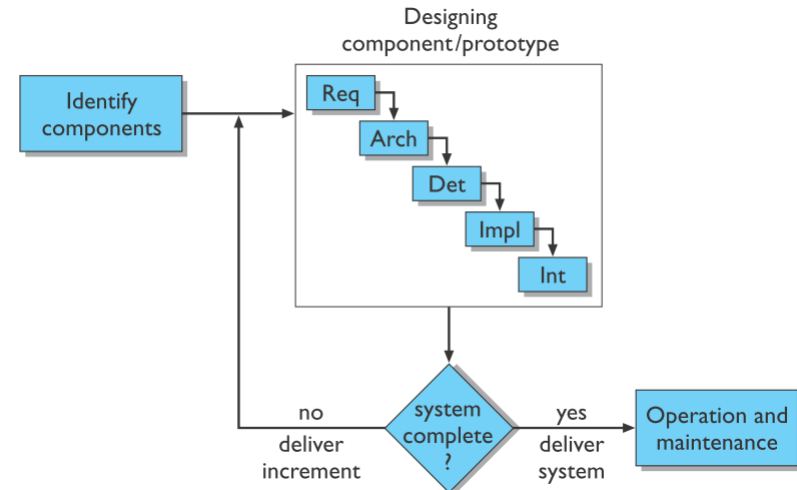 Designing
component/prototype
Identify
components
Req
Arch
Det
Impl
Int
system
complete
?
no
deliver
increment
yes
deliver
system
Operation and
maintenance